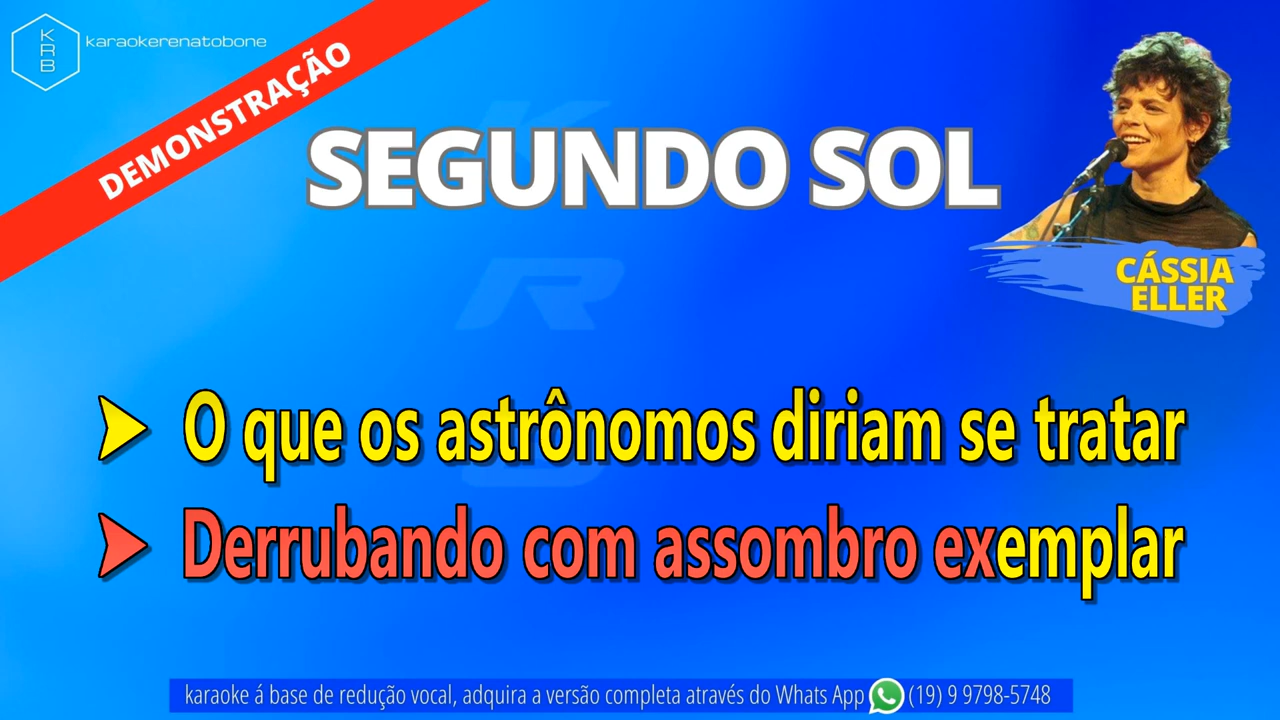 K
R
B
karaokerenatobone
DEMONSTRAÇÃO
SEGUNDO SOL
CÁSSIA
ELLER
O que os astrônomos diriam se tratar
Derrubando com assombro exemplar
karaoke á base de redução vocal, adquira a versão completa através do Whats App (19) 9 9798-5748